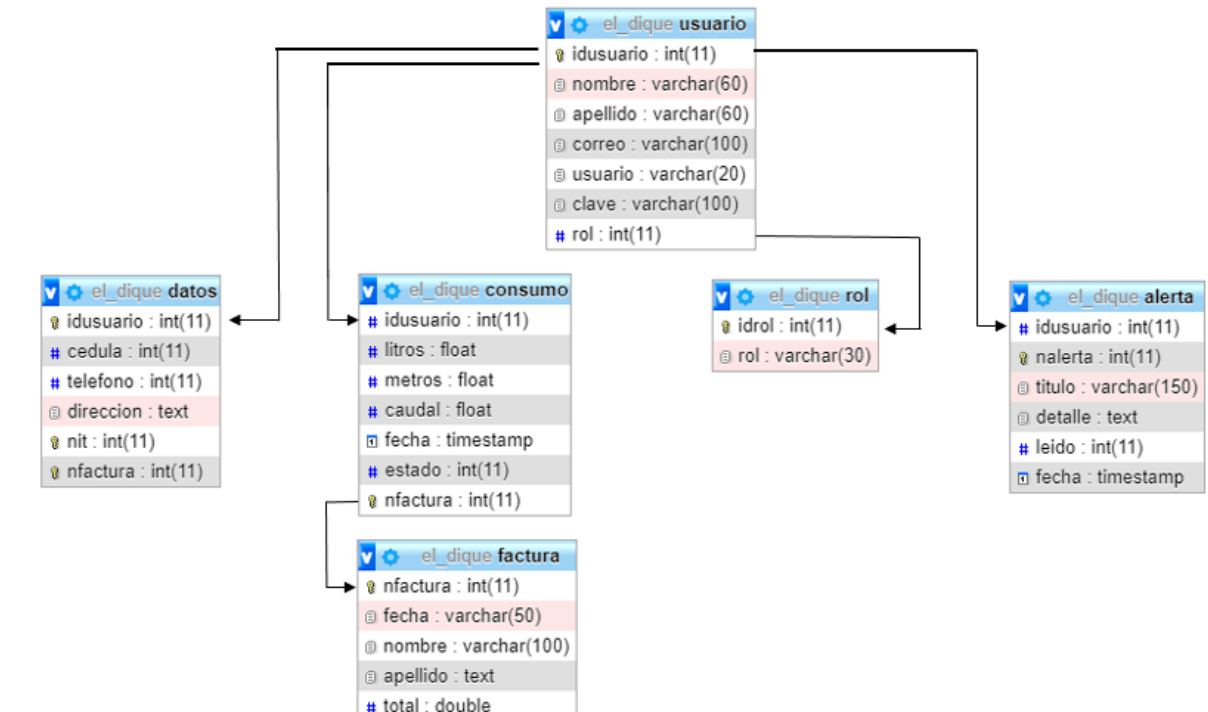 el_dique usuario
idusuario : int(11)
nombre : varchar(60)
apellido : varchar(60)
correo : varchar(100)
usuario : varchar(20)
clave : varchar(100)
# rol : int(11)
el_dique datos
idusuario : int(11)
# cedula : int(11)
# telefono : int(11)
direccion : text
nit : int(11)
nfactura : int(11)
el_dique consumo
# idusuario : int(11)
# litros : float
# metros : float
# caudal : float
fecha : timestamp
# estado : int(11)
nfactura : int(11)
el_dique rol
idrol : int(11)
rol : varchar(30)
el_dique alerta
# idusuario : int(11)
nalerta : int(11)
titulo : varchar(150)
detalle : text
# leido : int(11)
fecha : timestamp
el_dique factura
nfactura : int(11)
fecha : varchar(50)
nombre : varchar(100)
apellido : text
# total : double